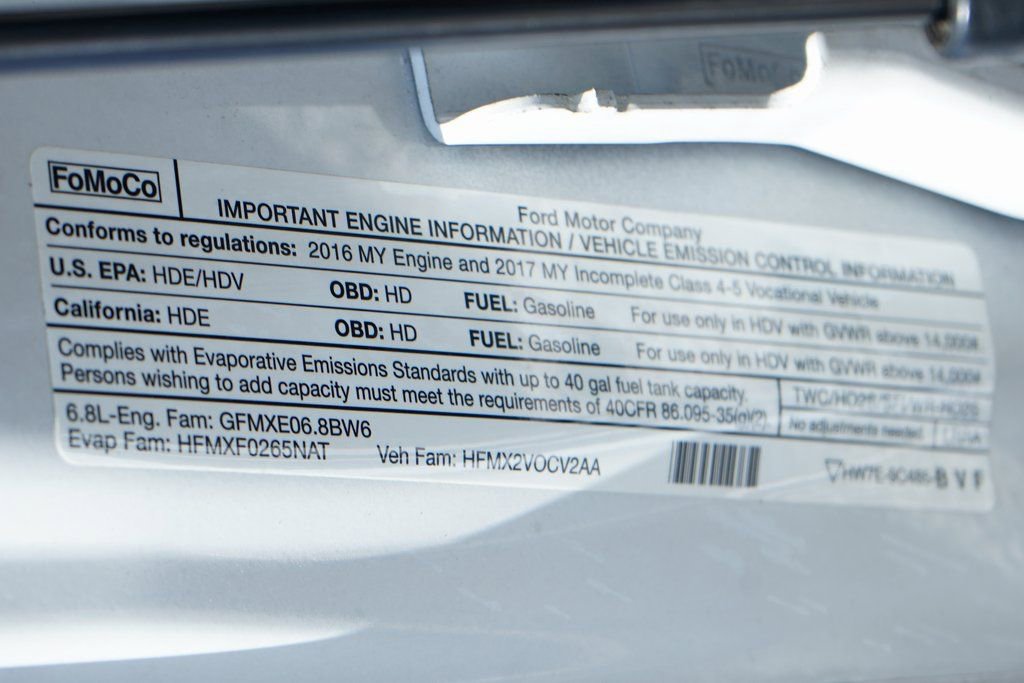 FoMoCo
FoMoCo
Ford Motor Company
IMPORTANT ENGINE INFORMATION / VEHICLE EMISSION CONTROL INFORMATION
Conforms to regulations: 2016 MY Engine and 2017 MY Incomplete Class 4-5 Vocational Vehicle
U.S. EPA: HDE/HDV OBD: HD FUEL: Gasoline For use only in HDV with GVWR above 14,000#
California: HDE OBD: HD FUEL: Gasoline For use only in HDV with GVWR above 14,000#
Complies with Evaporative Emissions Standards with up to 40 gal fuel tank capacity.
Persons wishing to add capacity must meet the requirements of 40CFR 86.095-35(g)(2)
No adjustments needed
6.8L-Eng. Fam: GFMXE06.8BW6
Evap Fam: HFMXF0265NAT Veh Fam: HFMX2VOCV2AA
BVF